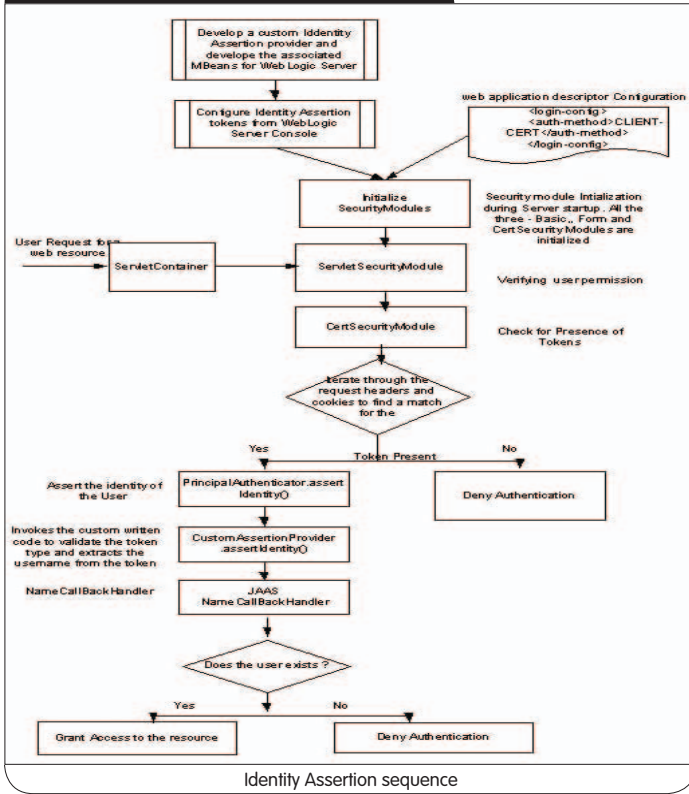 Develop a custom Iddentity
Assertion provider and
develope the associated
MBeans for WebLogic Server
web application descriptor Configuration
Configure Identity Assertion
tokens from WebLogic
Server Console
<login-config>
<auth-method>CLIENT-
CERT</auth-method>
</login-config>
Initialize
SecurityModules
Security module Intialization
during Server startup. All the
three - Basic,, Form and
CertSecurityModules are
initialized
User Request for a
web resource
ServletContainer
ServletSecurityModule
Verifying user permission
CertSecurityModule
Check for Presence of
Tokens
Iterate through the
request headers and
cookies to find a match
for the
Yes
Token Present
No
Assert the identity of
the User
PrincipalAuthenticator.assert
Identity()
Deny Authentication
Invokes the custom written
code to validate the token
type and extracts the
username from the token
CustomAssertionProvider
.assertIdentity()
NameCallBackHandler
JAAS
NameCallBackHandler
Does the user exists ?
Yes
No
Grant Access to the resource
Deny Authentication
Identity Assertion sequence